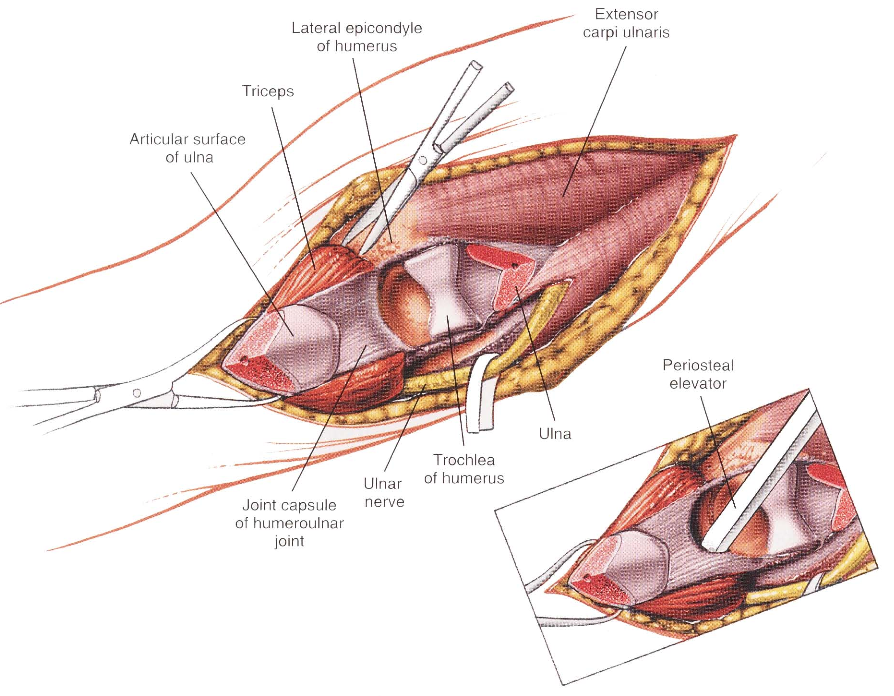 Extensor
carpi ulnaris
Lateral epicondyle
of humerus
Triceps
Articular surface
of ulna
Periosteal
elevator
Ulna
Trochlea
of humerus
Ulnar
nerve
Joint capsule
of humeroulnar
joint